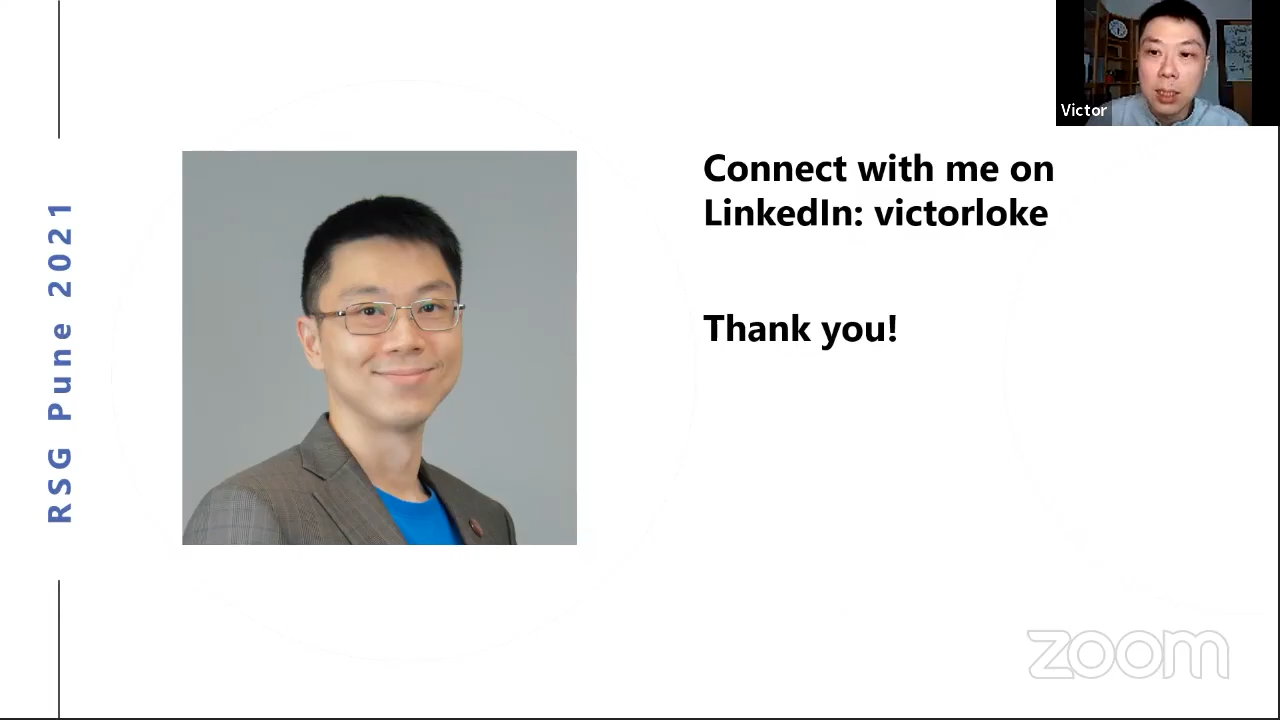 Victor
RSG Pune 2021
Connect with me on
LinkedIn: victorloke
Thank you!
zoom